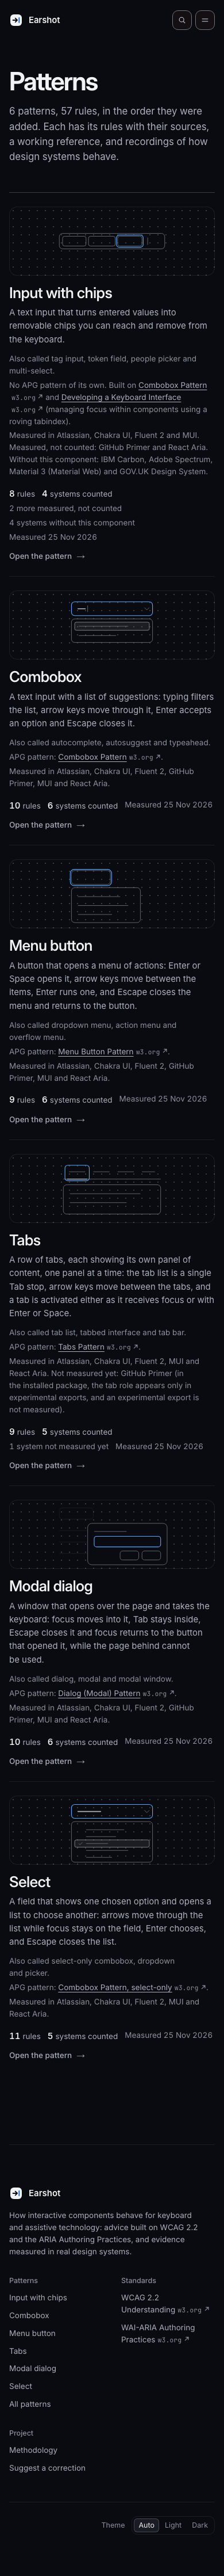 Earshot
Patterns
6 patterns, 57 rules, in the order they were
added. Each has its rules with their sources,
a working reference, and recordings of how
design systems behave.
Input with chips
A text input that turns entered values into
removable chips you can reach and remove from
the keyboard.
Also called tag input, token field, people picker and
multi-select.
No APG pattern of its own. Built on Combobox Pattern
w3.org ↗ and Developing a Keyboard Interface
w3.org ↗ (managing focus within components using a
roving tabindex).
Measured in Atlassian, Chakra UI, Fluent 2 and MUI.
Measured, not counted: GitHub Primer and React Aria.
Without this component: IBM Carbon, Adobe Spectrum,
Material 3 (Material Web) and GOV.UK Design System.
8 rules 4 systems counted
2 more measured, not counted
4 systems without this component
Measured 25 Nov 2026
Open the pattern →
Combobox
A text input with a list of suggestions: typing filters
it, arrow keys move through it, Enter accepts
an option and Escape closes it.
Also called autocomplete, autosuggest and typeahead.
APG pattern: Combobox Pattern w3.org ↗.
Measured in Atlassian, Chakra UI, Fluent 2, GitHub
Primer, MUI and React Aria.
10 rules 6 systems counted Measured 25 Nov 2026
Open the pattern →
Menu button
A button that opens a menu of actions: Enter or
Space opens it, arrow keys move between the
items, Enter runs one, and Escape closes the
menu and returns to the button.
Also called dropdown menu, action menu and
overflow menu.
APG pattern: Menu Button Pattern w3.org ↗.
Measured in Atlassian, Chakra UI, Fluent 2, GitHub
Primer, MUI and React Aria.
9 rules 6 systems counted Measured 25 Nov 2026
Open the pattern →
Tabs
A row of tabs, each showing its own panel of
content, one panel at a time: the tab list is a single
Tab stop, arrow keys move between the tabs, and
a tab is activated either as it receives focus or with
Enter or Space.
Also called tab list, tabbed interface and tab bar.
APG pattern: Tabs Pattern w3.org ↗.
Measured in Atlassian, Chakra UI, Fluent 2, MUI and
React Aria. Not measured yet: GitHub Primer (in
the installed package, the tab role appears only in
experimental exports, and an experimental export is
not measured).
9 rules 5 systems counted
1 system not measured yet Measured 25 Nov 2026
Open the pattern →
Modal dialog
A window that opens over the page and takes the
keyboard: focus moves into it, Tab stays inside,
Escape closes it and focus returns to the button
that opened it, while the page behind cannot
be used.
Also called dialog, modal and modal window.
APG pattern: Dialog (Modal) Pattern w3.org ↗.
Measured in Atlassian, Chakra UI, Fluent 2, GitHub
Primer, MUI and React Aria.
10 rules 6 systems counted Measured 25 Nov 2026
Open the pattern →
Select
A field that shows one chosen option and opens a
list to choose another: arrows move through the
list while focus stays on the field, Enter chooses,
and Escape closes the list.
Also called select-only combobox, dropdown
and picker.
APG pattern: Combobox Pattern, select-only w3.org ↗.
Measured in Atlassian, Chakra UI, Fluent 2, MUI and
React Aria.
11 rules 5 systems counted Measured 25 Nov 2026
Open the pattern →
Earshot
How interactive components behave for keyboard
and assistive technology: advice built on WCAG 2.2
and the ARIA Authoring Practices, and evidence
measured in real design systems.
Patterns
Input with chips
Combobox
Menu button
Tabs
Modal dialog
Select
All patterns
Standards
WCAG 2.2
Understanding w3.org ↗
WAI-ARIA Authoring
Practices w3.org ↗
Project
Methodology
Suggest a correction
Theme Auto Light Dark